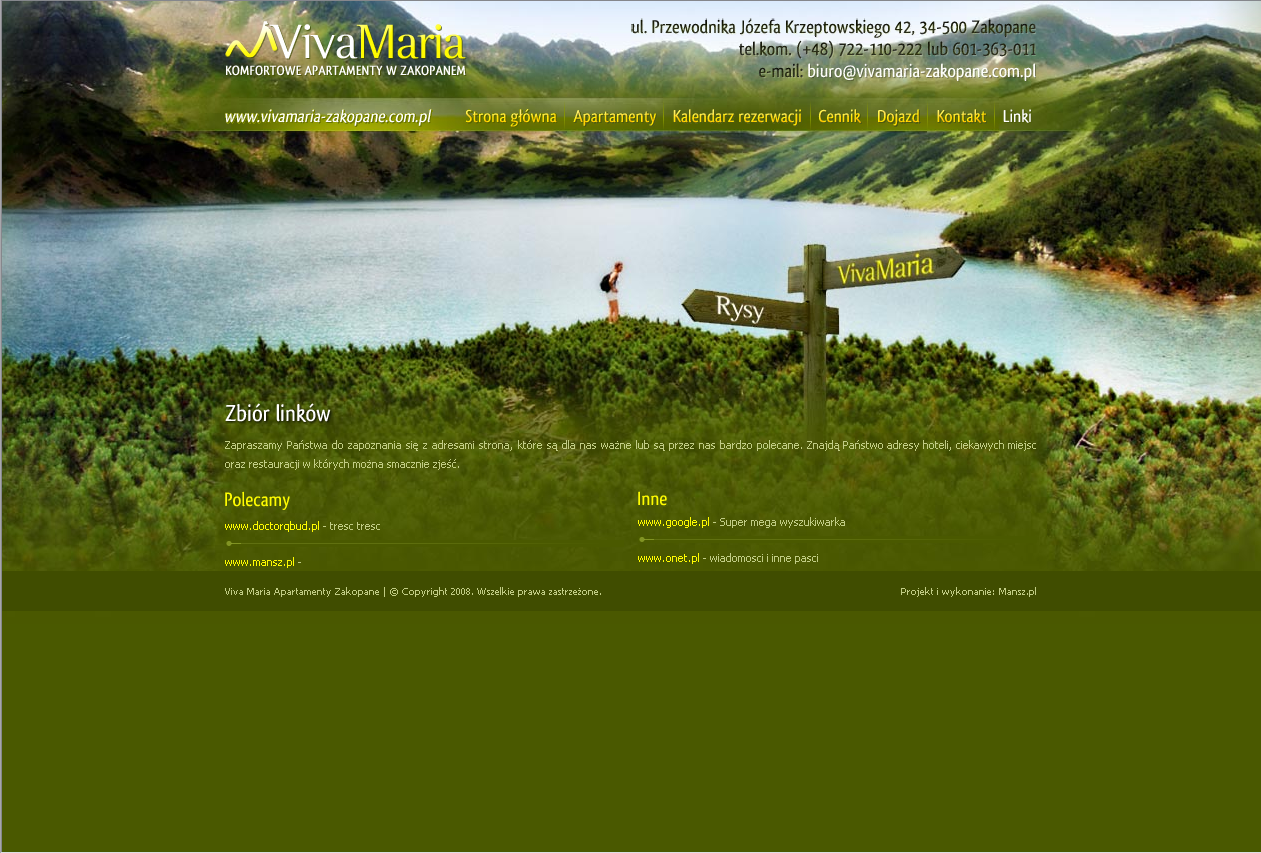 VivaMaria
KOMFORTOWE APARTAMENTY W ZAKOPANEM
ul. Przewodnika Józefa Krzeptowskiego 42, 34-500 Zakopane
tel.kom. (+48) 722-110-222 lub 601-363-011
e-mail: biuro@vivamaria-zakopane.com.pl
www.vivamaria-zakopane.com.pl
Strona główna Apartamenty Kalendarz rezerwacji Cennik Dojazd Kontakt Linki
VivaMaria
Rysy
Zbiór linków
Zapraszamy Państwa do zapoznania się z adresami strona, które są dla nas ważne lub są przez nas bardzo polecane. Znajdą Państwo adresy hoteli, ciekawych miejsc
oraz restauracji w których można smacznie zjeść.
Polecamy
www.doctorqbud.pl - tresc tresc
www.mansz.pl -
Inne
www.google.pl - Super mega wyszukiwarka
www.onet.pl - wiadomosci i inne pasci
Viva Maria Apartamenty Zakopane | © Copyright 2008. Wszelkie prawa zastrzeżone.
Projekt i wykonanie: Mansz.pl